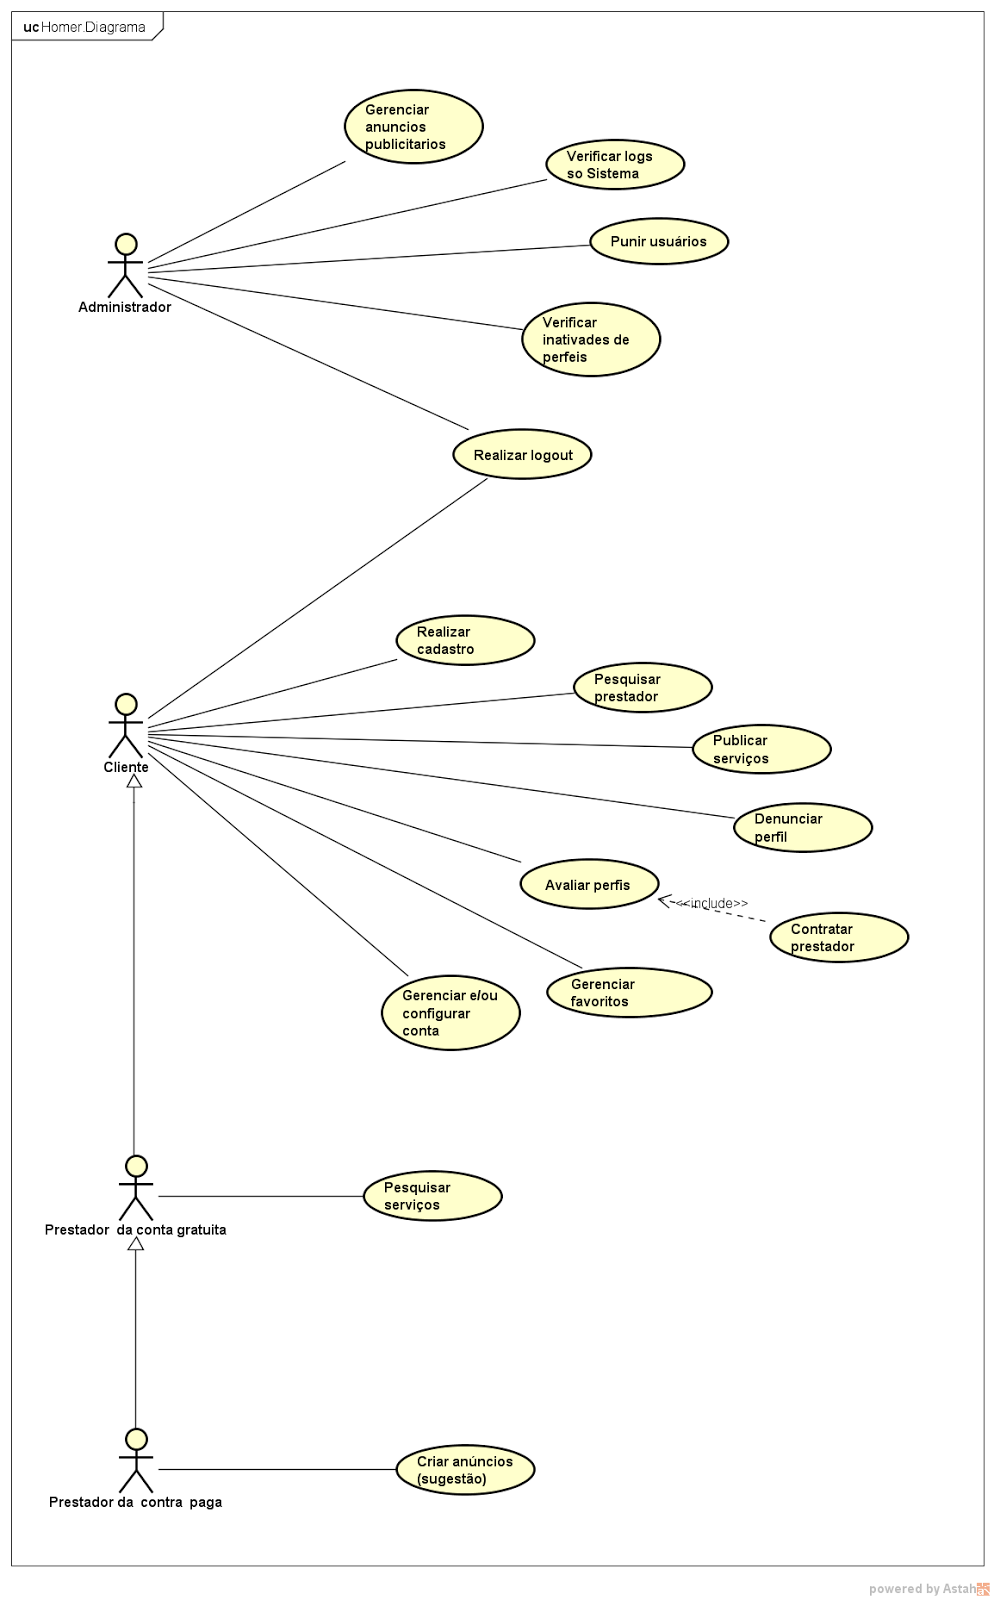 uc Homer.Diagrama
Gerenciar
anuncios
publicitarios
Verificar logs
so Sistema
Punir usuários
Administrador
Verificar
inativades de
perfeis
Realizar logout
Realizar
cadastro
Pesquisar
prestador
Publicar
serviços
Cliente
Denunciar
perfil
Avaliar perfis
<<include>>
Contratar
prestador
Gerenciar
favoritos
Gerenciar e/ou
configurar
conta
Pesquisar
serviços
Prestador da conta gratuita
Criar anúncios
(sugestão)
Prestador da contra paga
powered by Astah